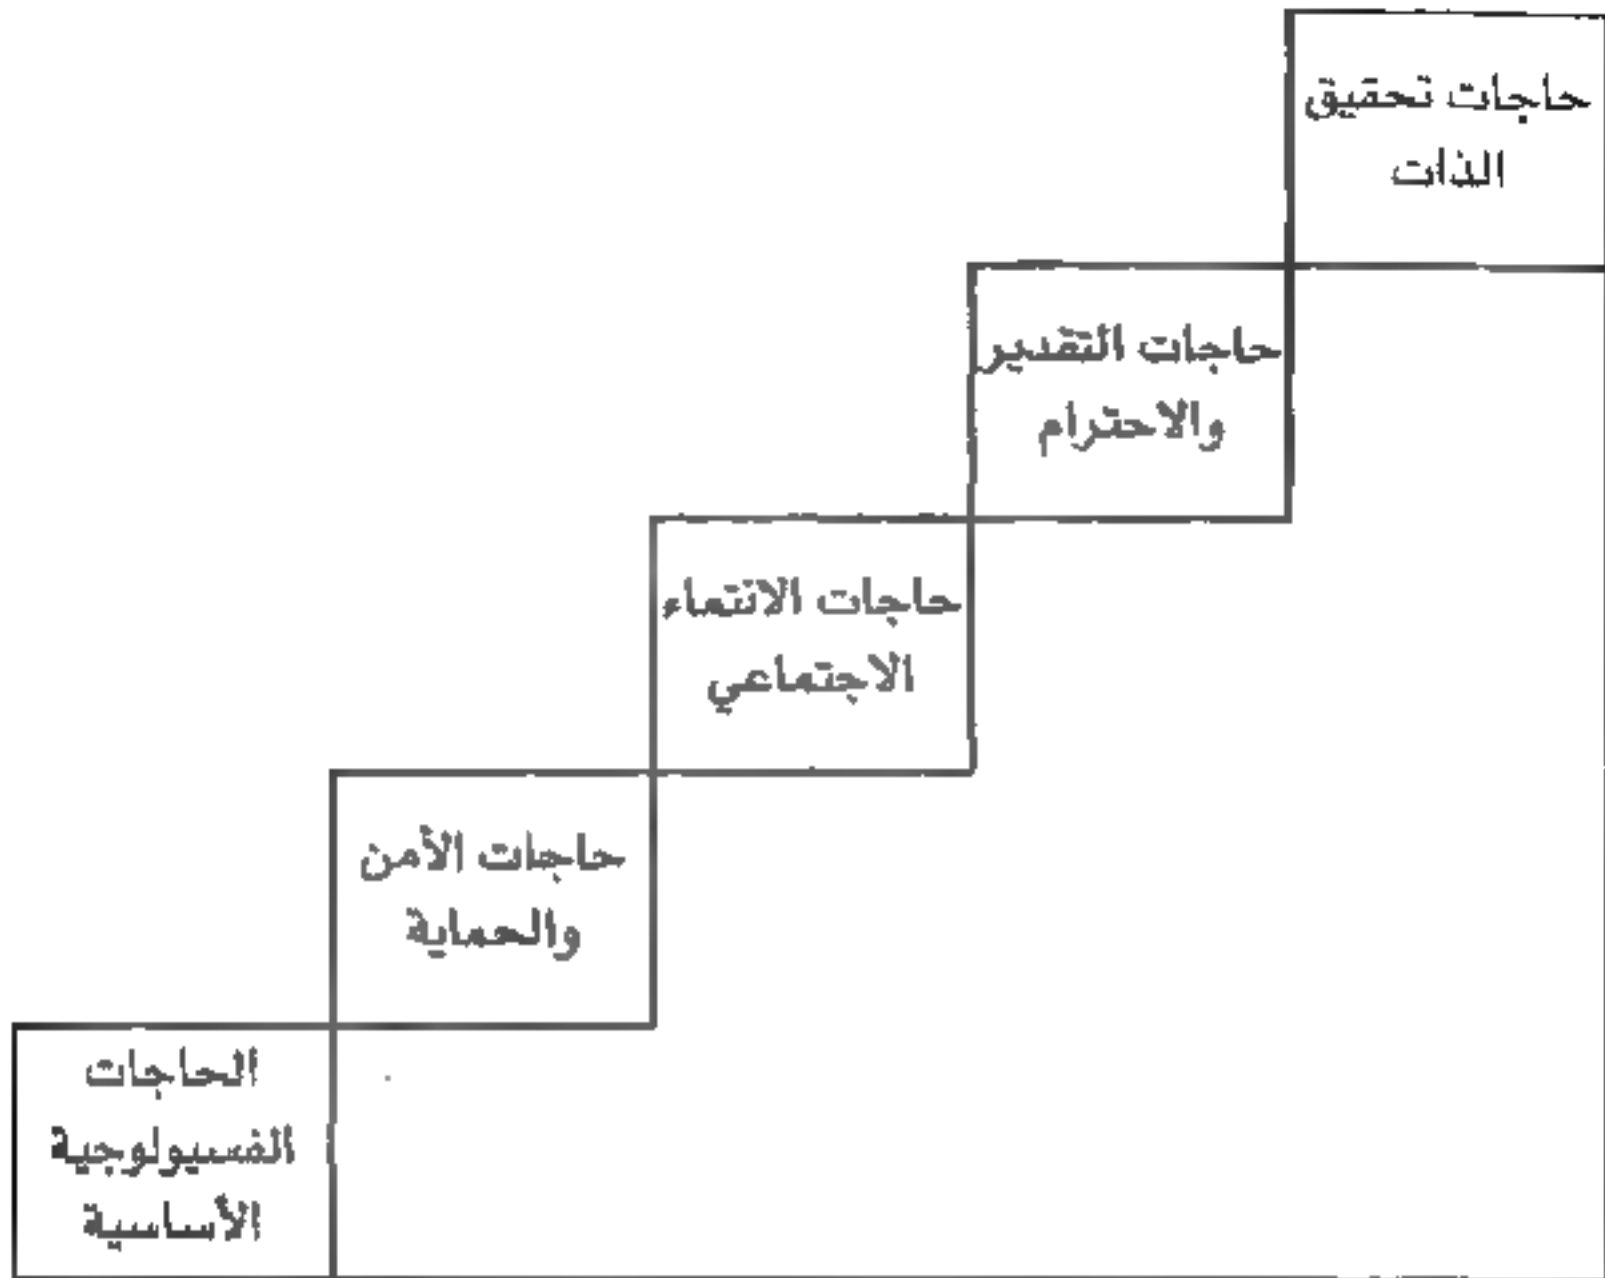 حاجات تحقيق
الذات
حاجات التقدير
والاحترام
حاجات الانتماء
الاجتماعي
حاجات الأمن
والحماية
الحاجات
الفسيولوجية
الأساسية